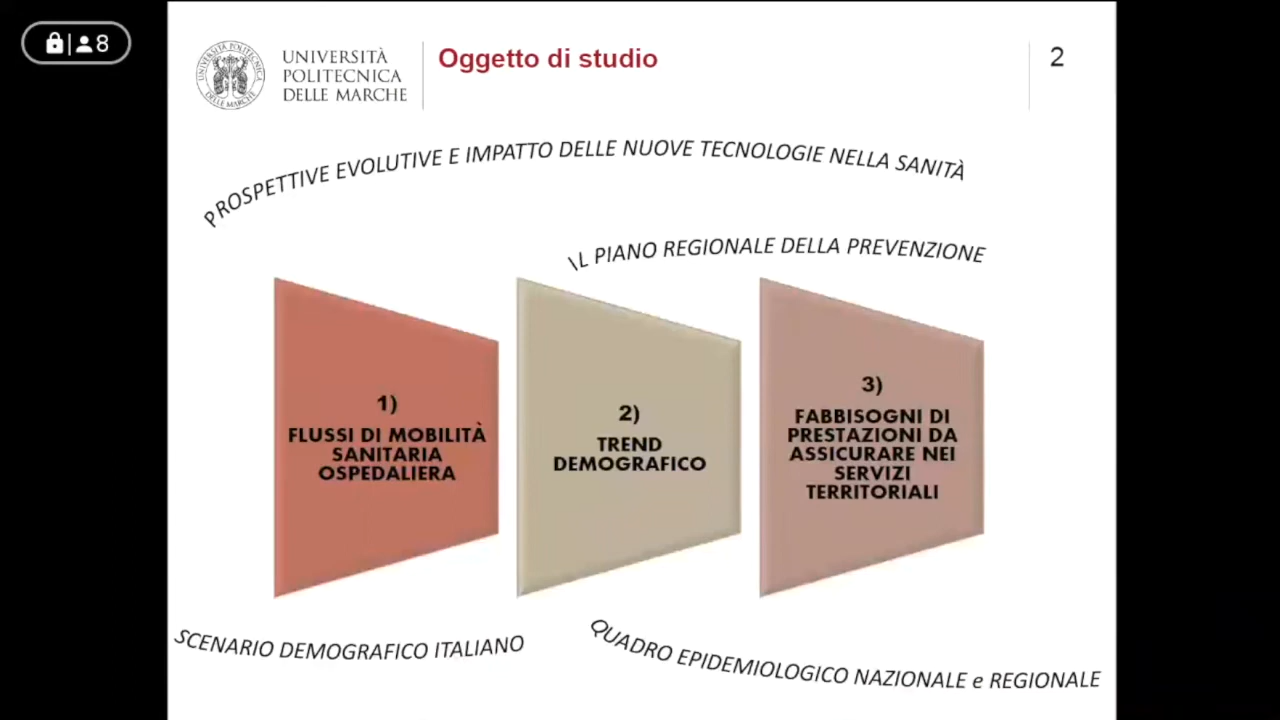 8
UNIVERSITÀ
POLITECNICA
DELLE MARCHE
Oggetto di studio
2
PROSPETTIVE EVOLUTIVE E IMPATTO DELLE NUOVE TECNOLOGIE NELLA SANITÀ
\L PIANO REGIONALE DELLA PREVENZIONE
1)
FLUSSI DI MOBILITÀ
SANITARIA
OSPEDALIERA
2)
TREND
DEMOGRAFICO
3)
FABBISOGNI DI
PRESTAZIONI DA
ASSICURARE NEI
SERVIZI
TERRITORIALI
SCENARIO DEMOGRAFICO ITALIANO
QUADRO EPIDEMIOLOGICO NAZIONALE e REGIONALE